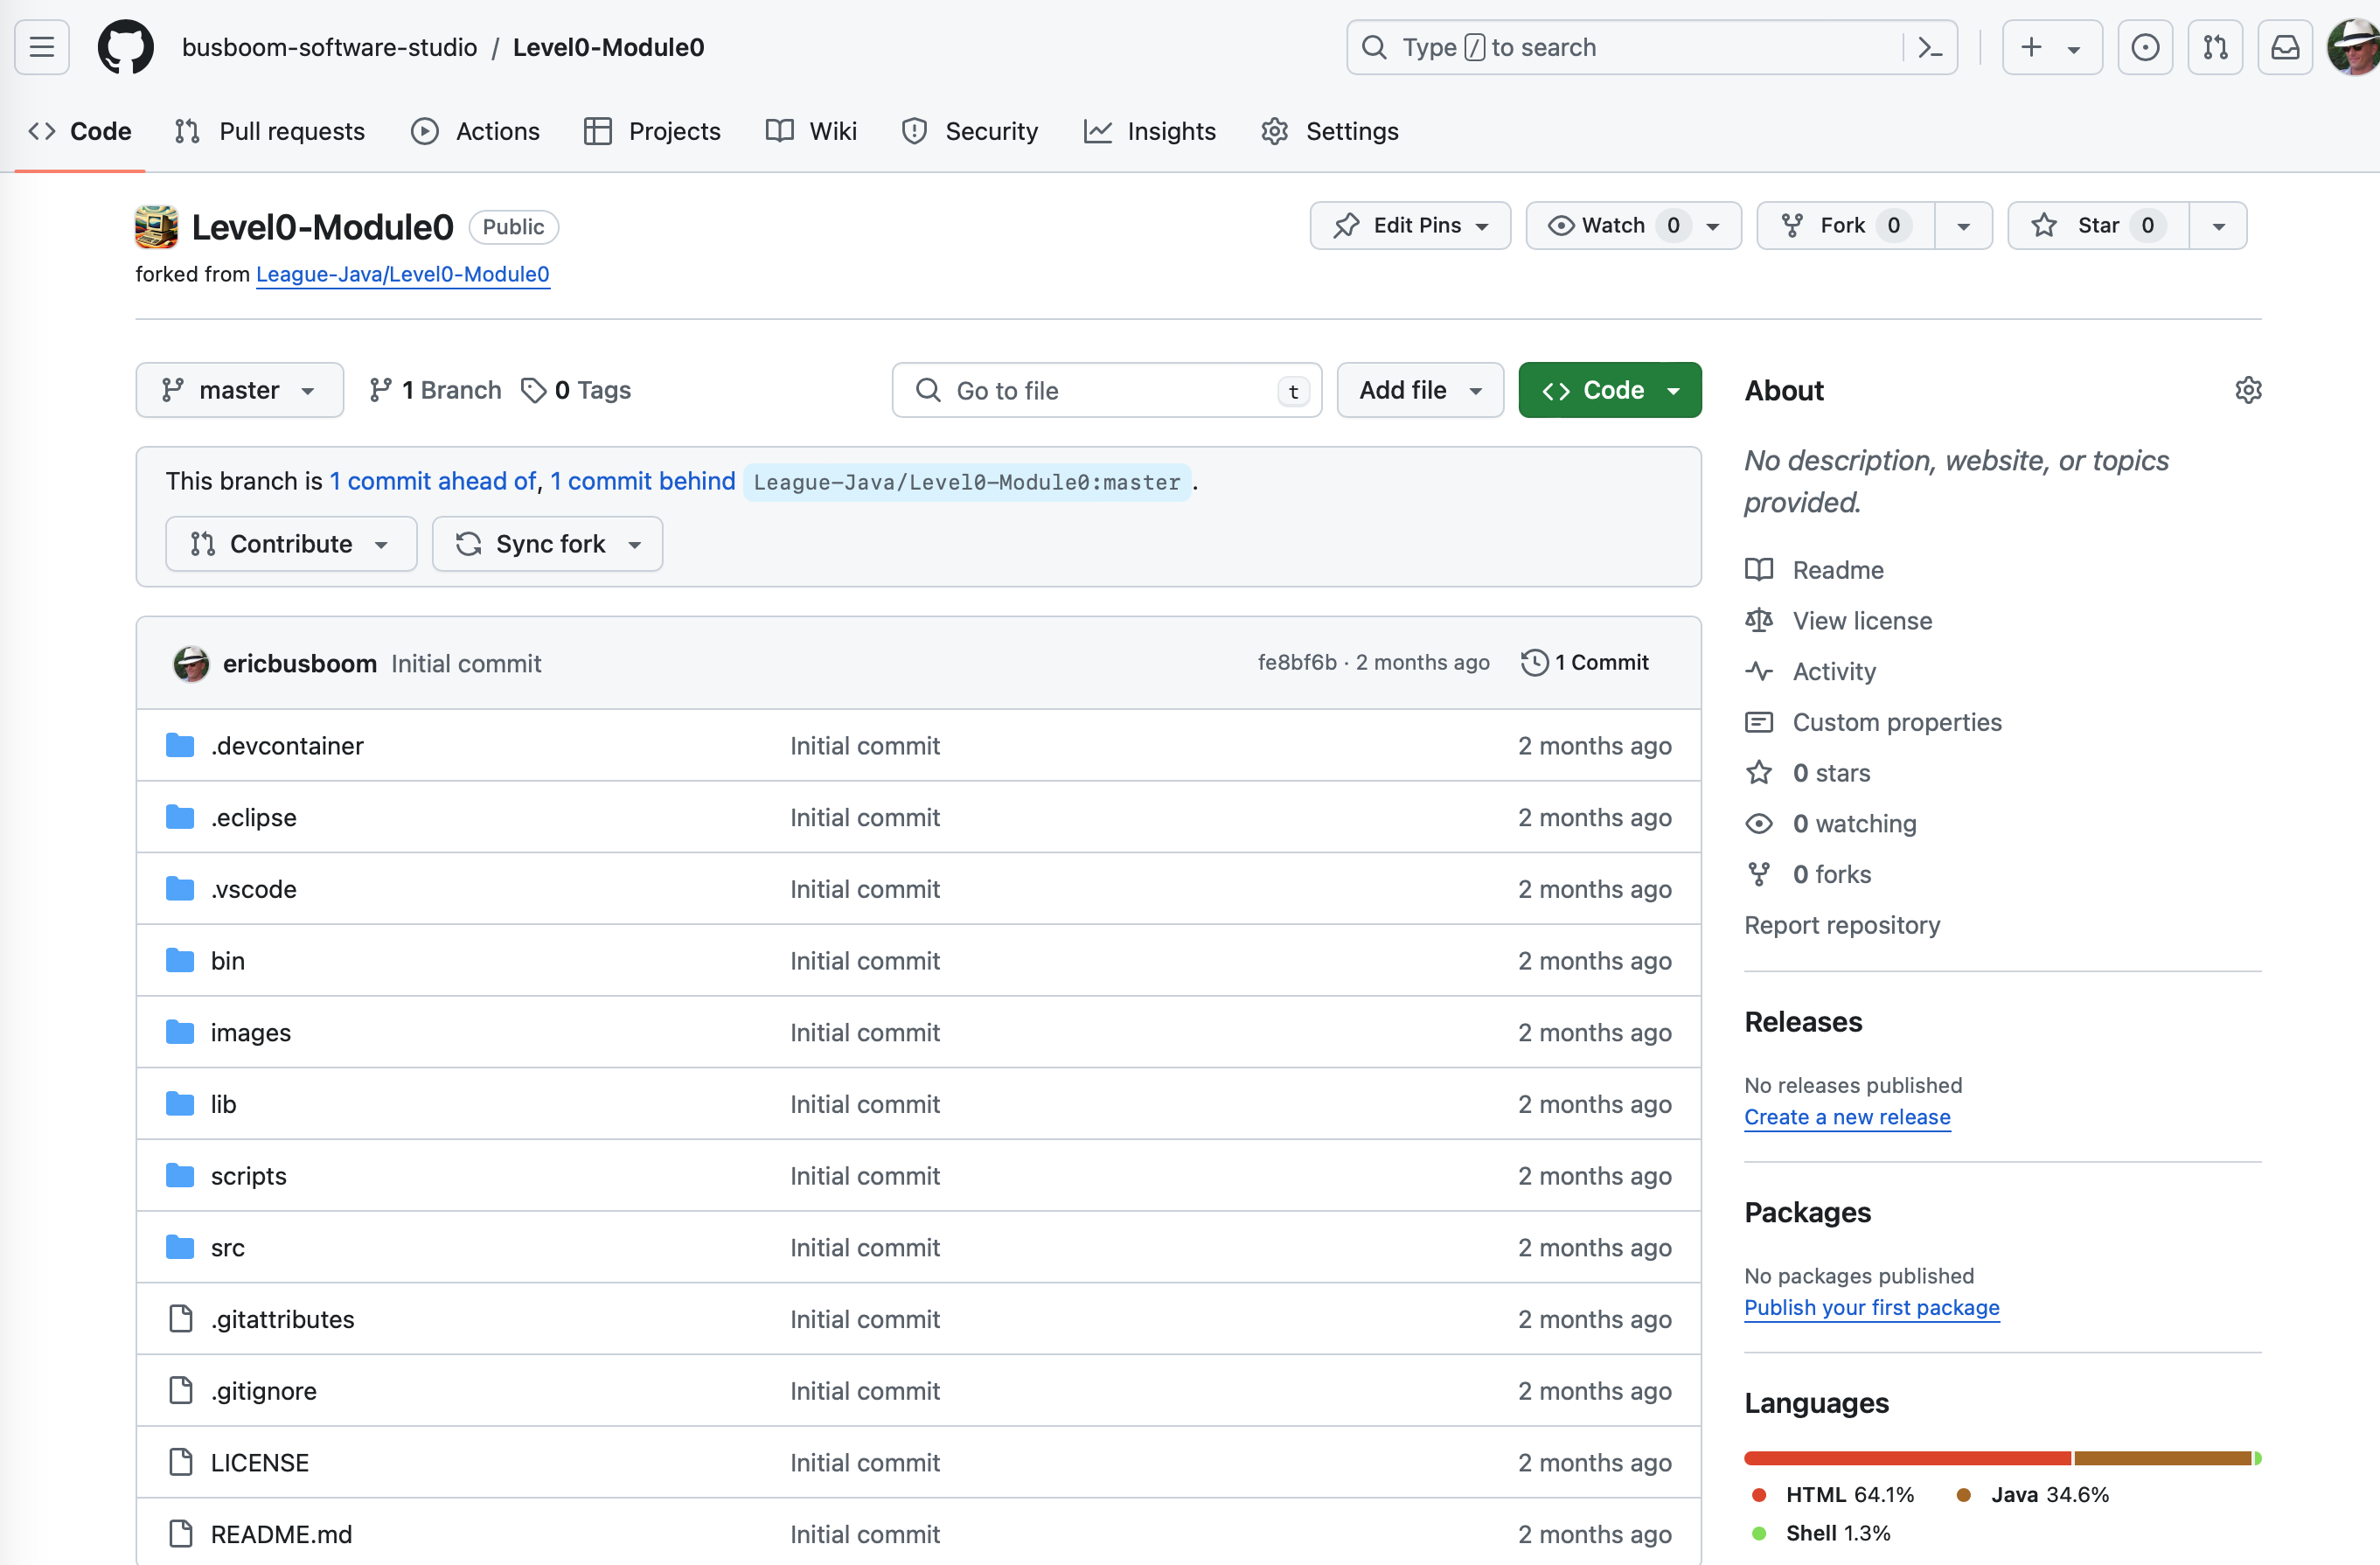 busboom-software-studio / Level0-Module0
Type / to search
Code
Pull requests
Actions
Projects
Wiki
Security
Insights
Settings
Level0-Module0 Public
Edit Pins
Watch 0
Fork 0
Star 0
forked from League-Java/Level0-Module0
master
1 Branch
0 Tags
Go to file t
Add file
Code
This branch is 1 commit ahead of, 1 commit behind League-Java/Level0-Module0:master .
Contribute
Sync fork
ericbusboom Initial commit fe8bf6b · 2 months ago 1 Commit
.devcontainer Initial commit 2 months ago
.eclipse Initial commit 2 months ago
.vscode Initial commit 2 months ago
bin Initial commit 2 months ago
images Initial commit 2 months ago
lib Initial commit 2 months ago
scripts Initial commit 2 months ago
src Initial commit 2 months ago
.gitattributes Initial commit 2 months ago
.gitignore Initial commit 2 months ago
LICENSE Initial commit 2 months ago
README.md Initial commit 2 months ago
About
No description, website, or topics
provided.
Readme
View license
Activity
Custom properties
0 stars
0 watching
0 forks
Report repository
Releases
No releases published
Create a new release
Packages
No packages published
Publish your first package
Languages
HTML 64.1% Java 34.6%
Shell 1.3%